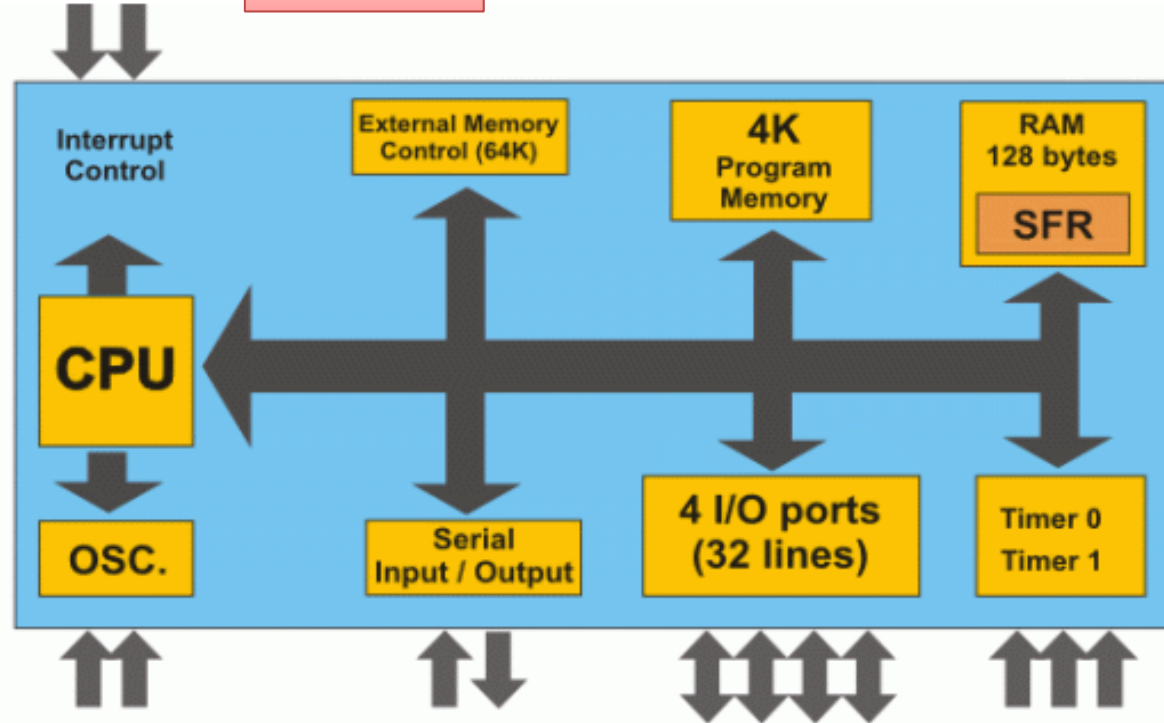 Interrupt
Control
External Memory
Control (64K)
4K
Program
Memory
RAM
128 bytes
SFR
CPU
OSC.
Serial
Input / Output
4 I/O ports
(32 lines)
Timer 0
Timer 1